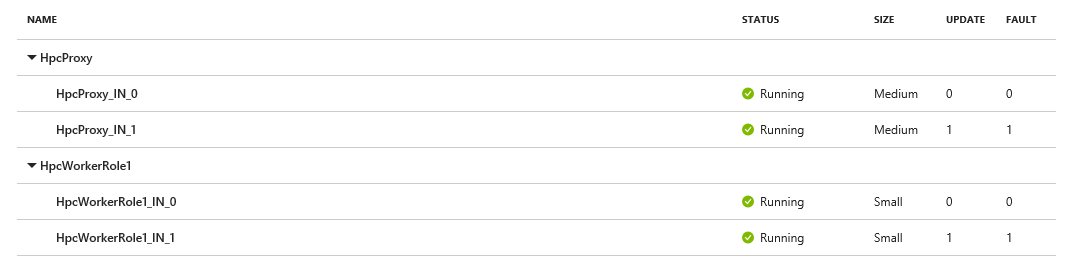 NAME STATUS SIZE UPDATE FAULT
HpcProxy
HpcProxy_IN_0 Running Medium 0 0
HpcProxy_IN_1 Running Medium 1 1
HpcWorkerRole1
HpcWorkerRole1_IN_0 Running Small 0 0
HpcWorkerRole1_IN_1 Running Small 1 1